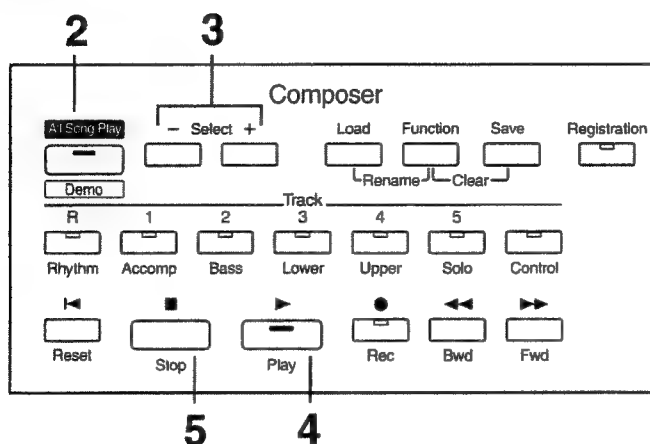 2 3
Composer
All Song Play - Select + Load Function Save Registration
Demo Rename Clear
Track
R 1 2 3 4 5
Rhythm Accomp Bass Lower Upper Solo Control
Reset Stop Play Rec Bwd Fwd
5 4